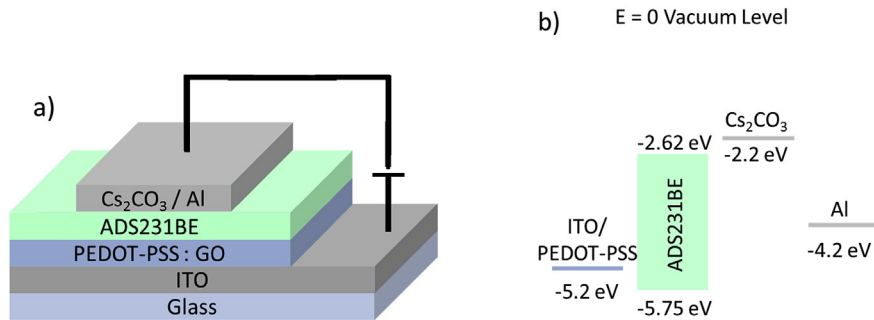 a)
Cs₂CO₃ / Al
ADS231BE
PEDOT-PSS : GO
ITO
Glass
b)
E = 0 Vacuum Level
Cs₂CO₃
-2.62 eV
-2.2 eV
ADS231BE
ITO/
PEDOT-PSS
-5.2 eV
Al
-4.2 eV
-5.75 eV